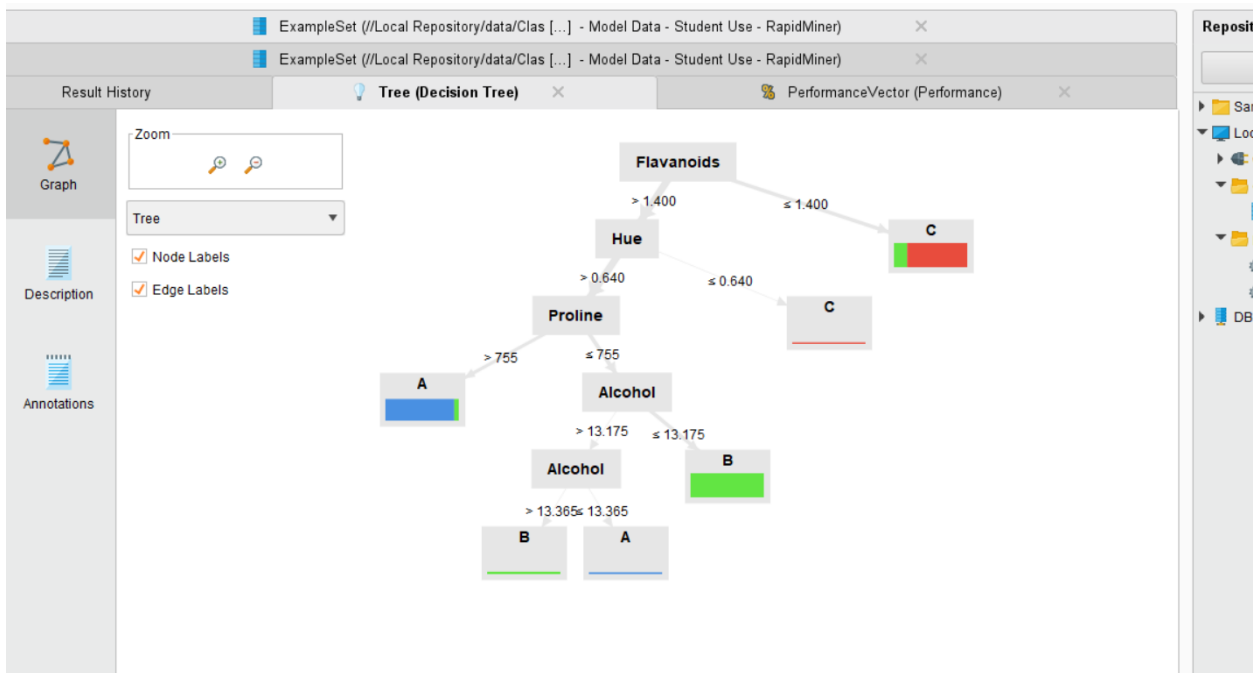 ExampleSet (//Local Repository/data/Clas [...] - Model Data - Student Use - RapidMiner)
ExampleSet (//Local Repository/data/Clas [...] - Model Data - Student Use - RapidMiner)
Result History
Tree (Decision Tree)
PerformanceVector (Performance)
Graph
Description
Annotations
Zoom
Tree
Node Labels
Edge Labels
Flavanoids
> 1.400
≤ 1.400
Hue
C
> 0.640
≤ 0.640
Proline
C
> 755
≤ 755
A
Alcohol
> 13.175
≤ 13.175
Alcohol
B
> 13.365
≤ 13.365
B
A
Reposit
Sar
Loc
DB